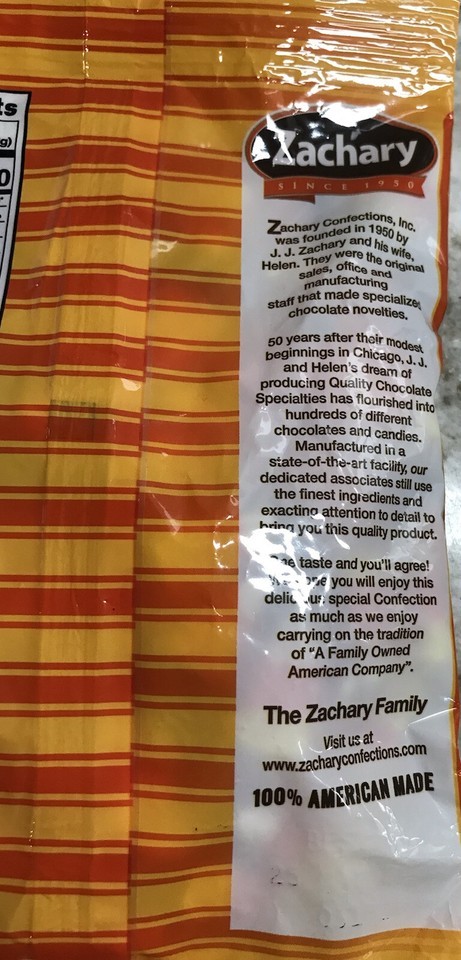 ts
g)
0
Zachary
SINCE 1950
Zachary Confections, Inc.
was founded in 1950 by
J. J. Zachary and his wife,
Helen. They were the original
sales, office and
manufacturing
staff that made specialized
chocolate novelties.
50 years after their modest
beginnings in Chicago, J. J.
and Helen's dream of
producing Quality Chocolate
Specialties has flourished into
hundreds of different
chocolates and candies.
Manufactured in a
state-of-the-art facility, our
dedicated associates still use
the finest ingredients and
exacting attention to detail to
bring you this quality product.
One taste and you'll agree!
We hope you will enjoy this
delicious special Confection
as much as we enjoy
carrying on the tradition
of "A Family Owned
American Company".
The Zachary Family
Visit us at
www.zacharyconfections.com
100% AMERICAN MADE